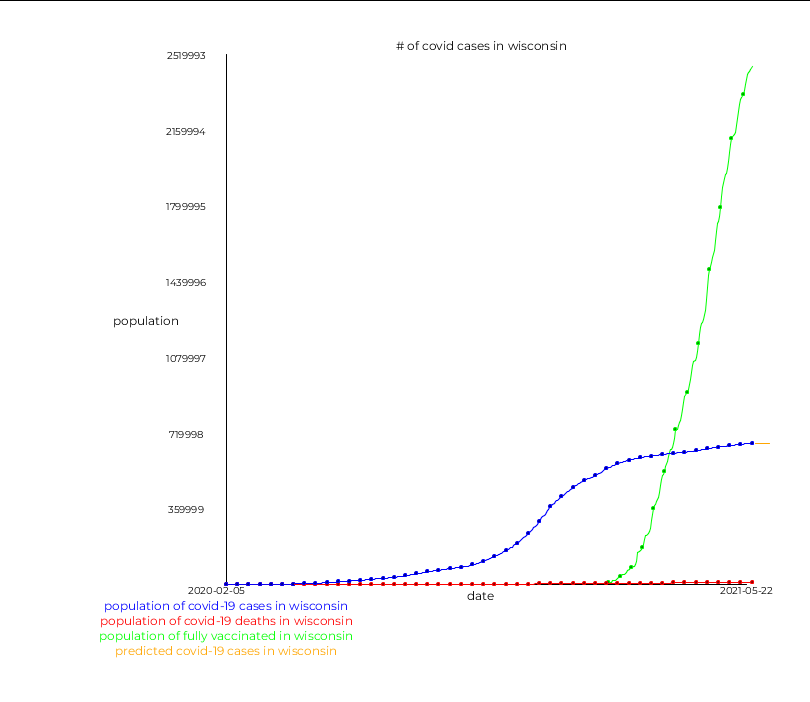 # of covid cases in wisconsin
2519993
2159994
1799995
1439996
population
1079997
719998
359999
2020-02-05
2021-05-22
date
population of covid-19 cases in wisconsin
population of covid-19 deaths in wisconsin
population of fully vaccinated in wisconsin
predicted covid-19 cases in wisconsin